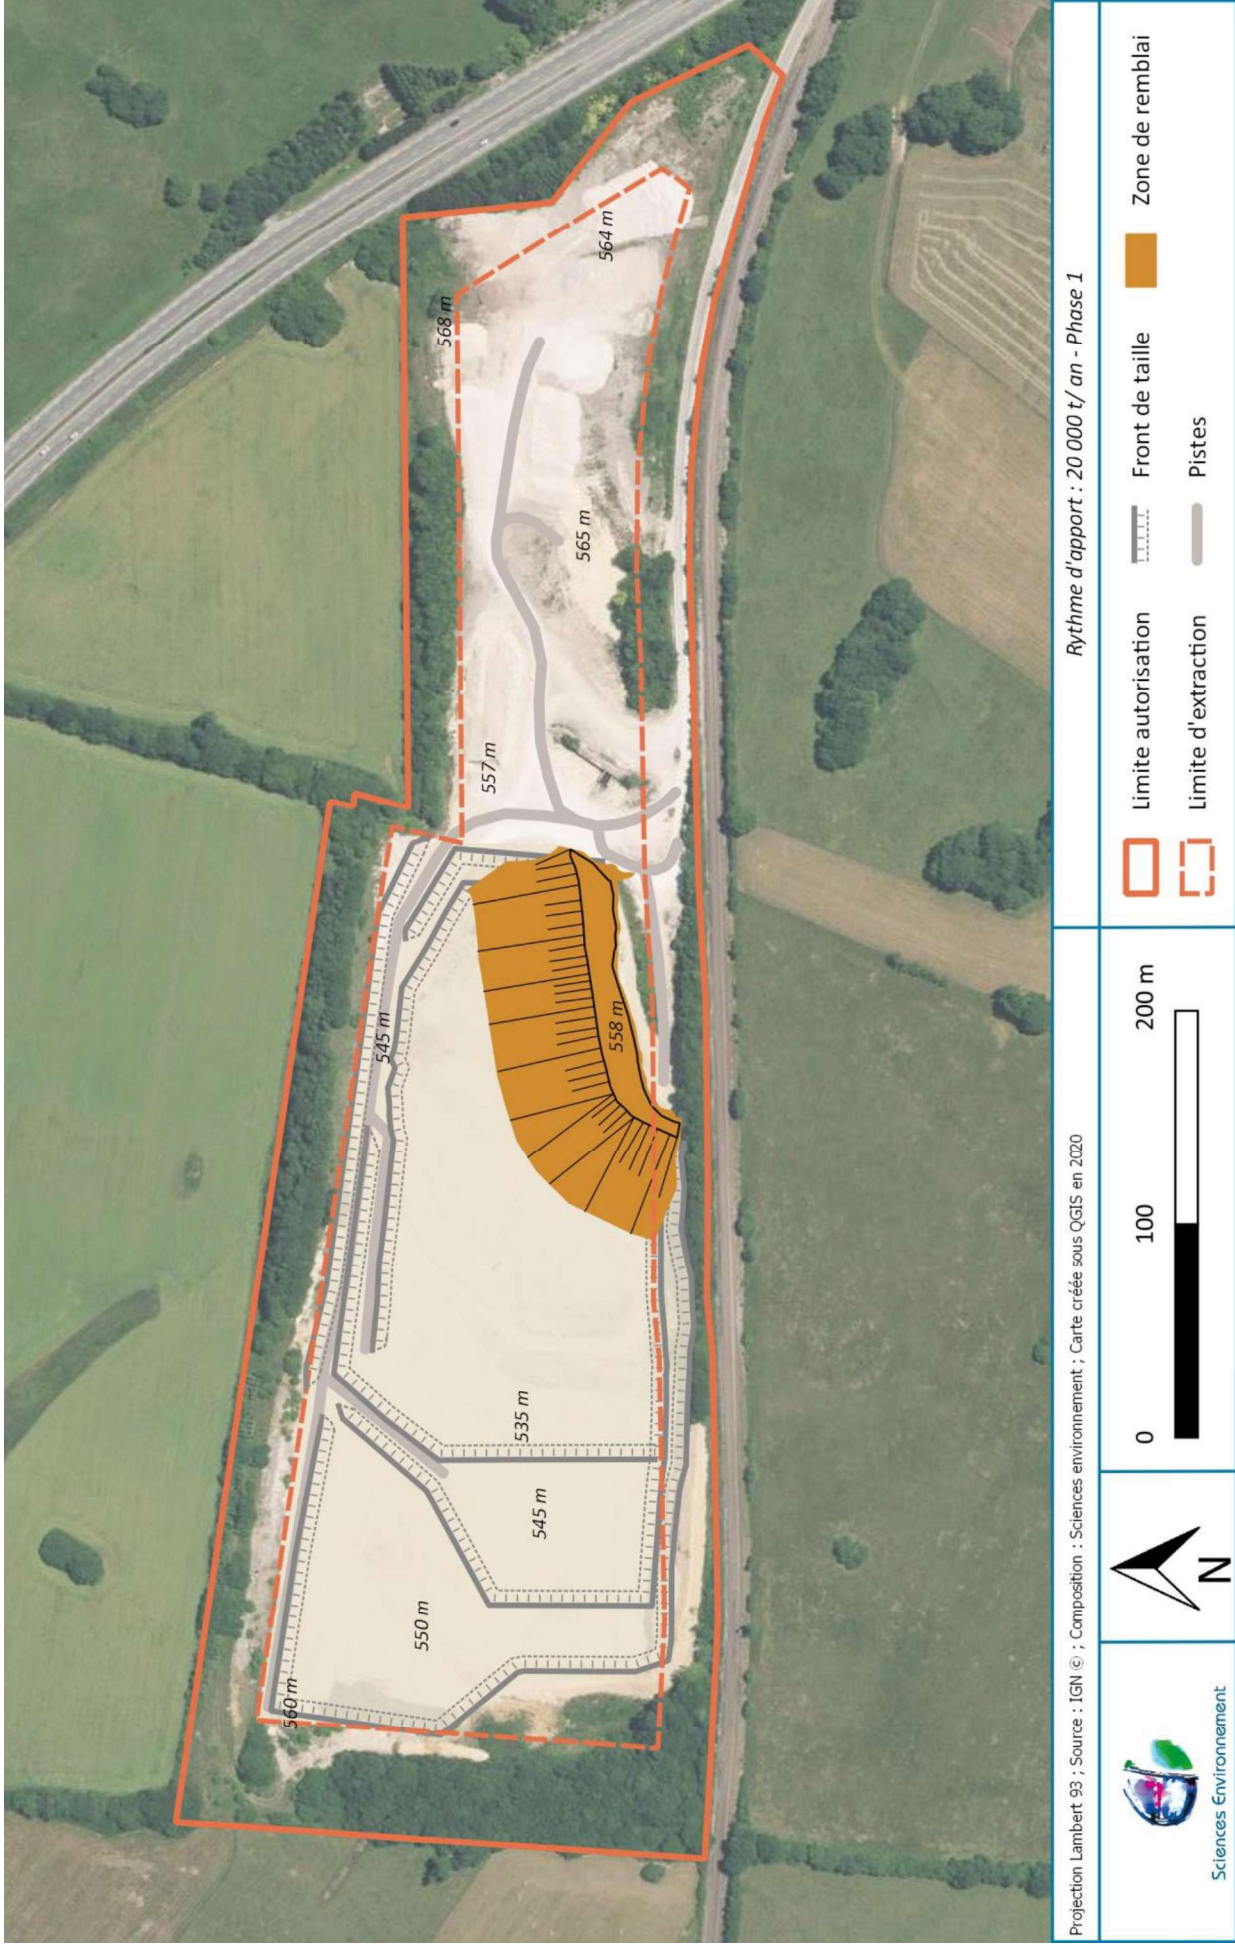 568 m
564 m
565 m
557 m
545 m
558 m
535 m
545 m
550 m
560 m
Projection Lambert 93 ; Source : IGN © ; Composition : Sciences environnement ; Carte créée sous QGIS en 2020
Rythme d'apport : 20 000 t/ an - Phase 1
Sciences Environnement
N
0 100 200 m
Limite autorisation
Front de taille
Zone de remblai
Limite d'extraction
Pistes